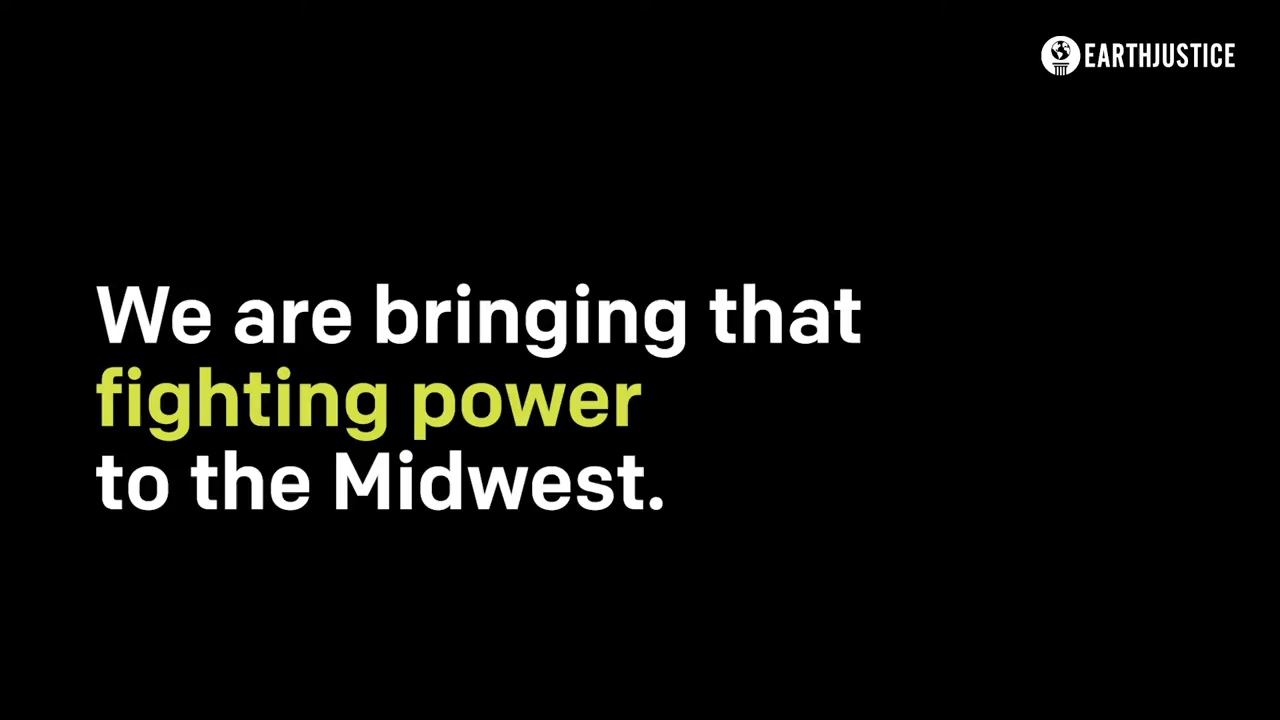 EARTHJUSTICE
We are bringing that
fighting power
to the Midwest.